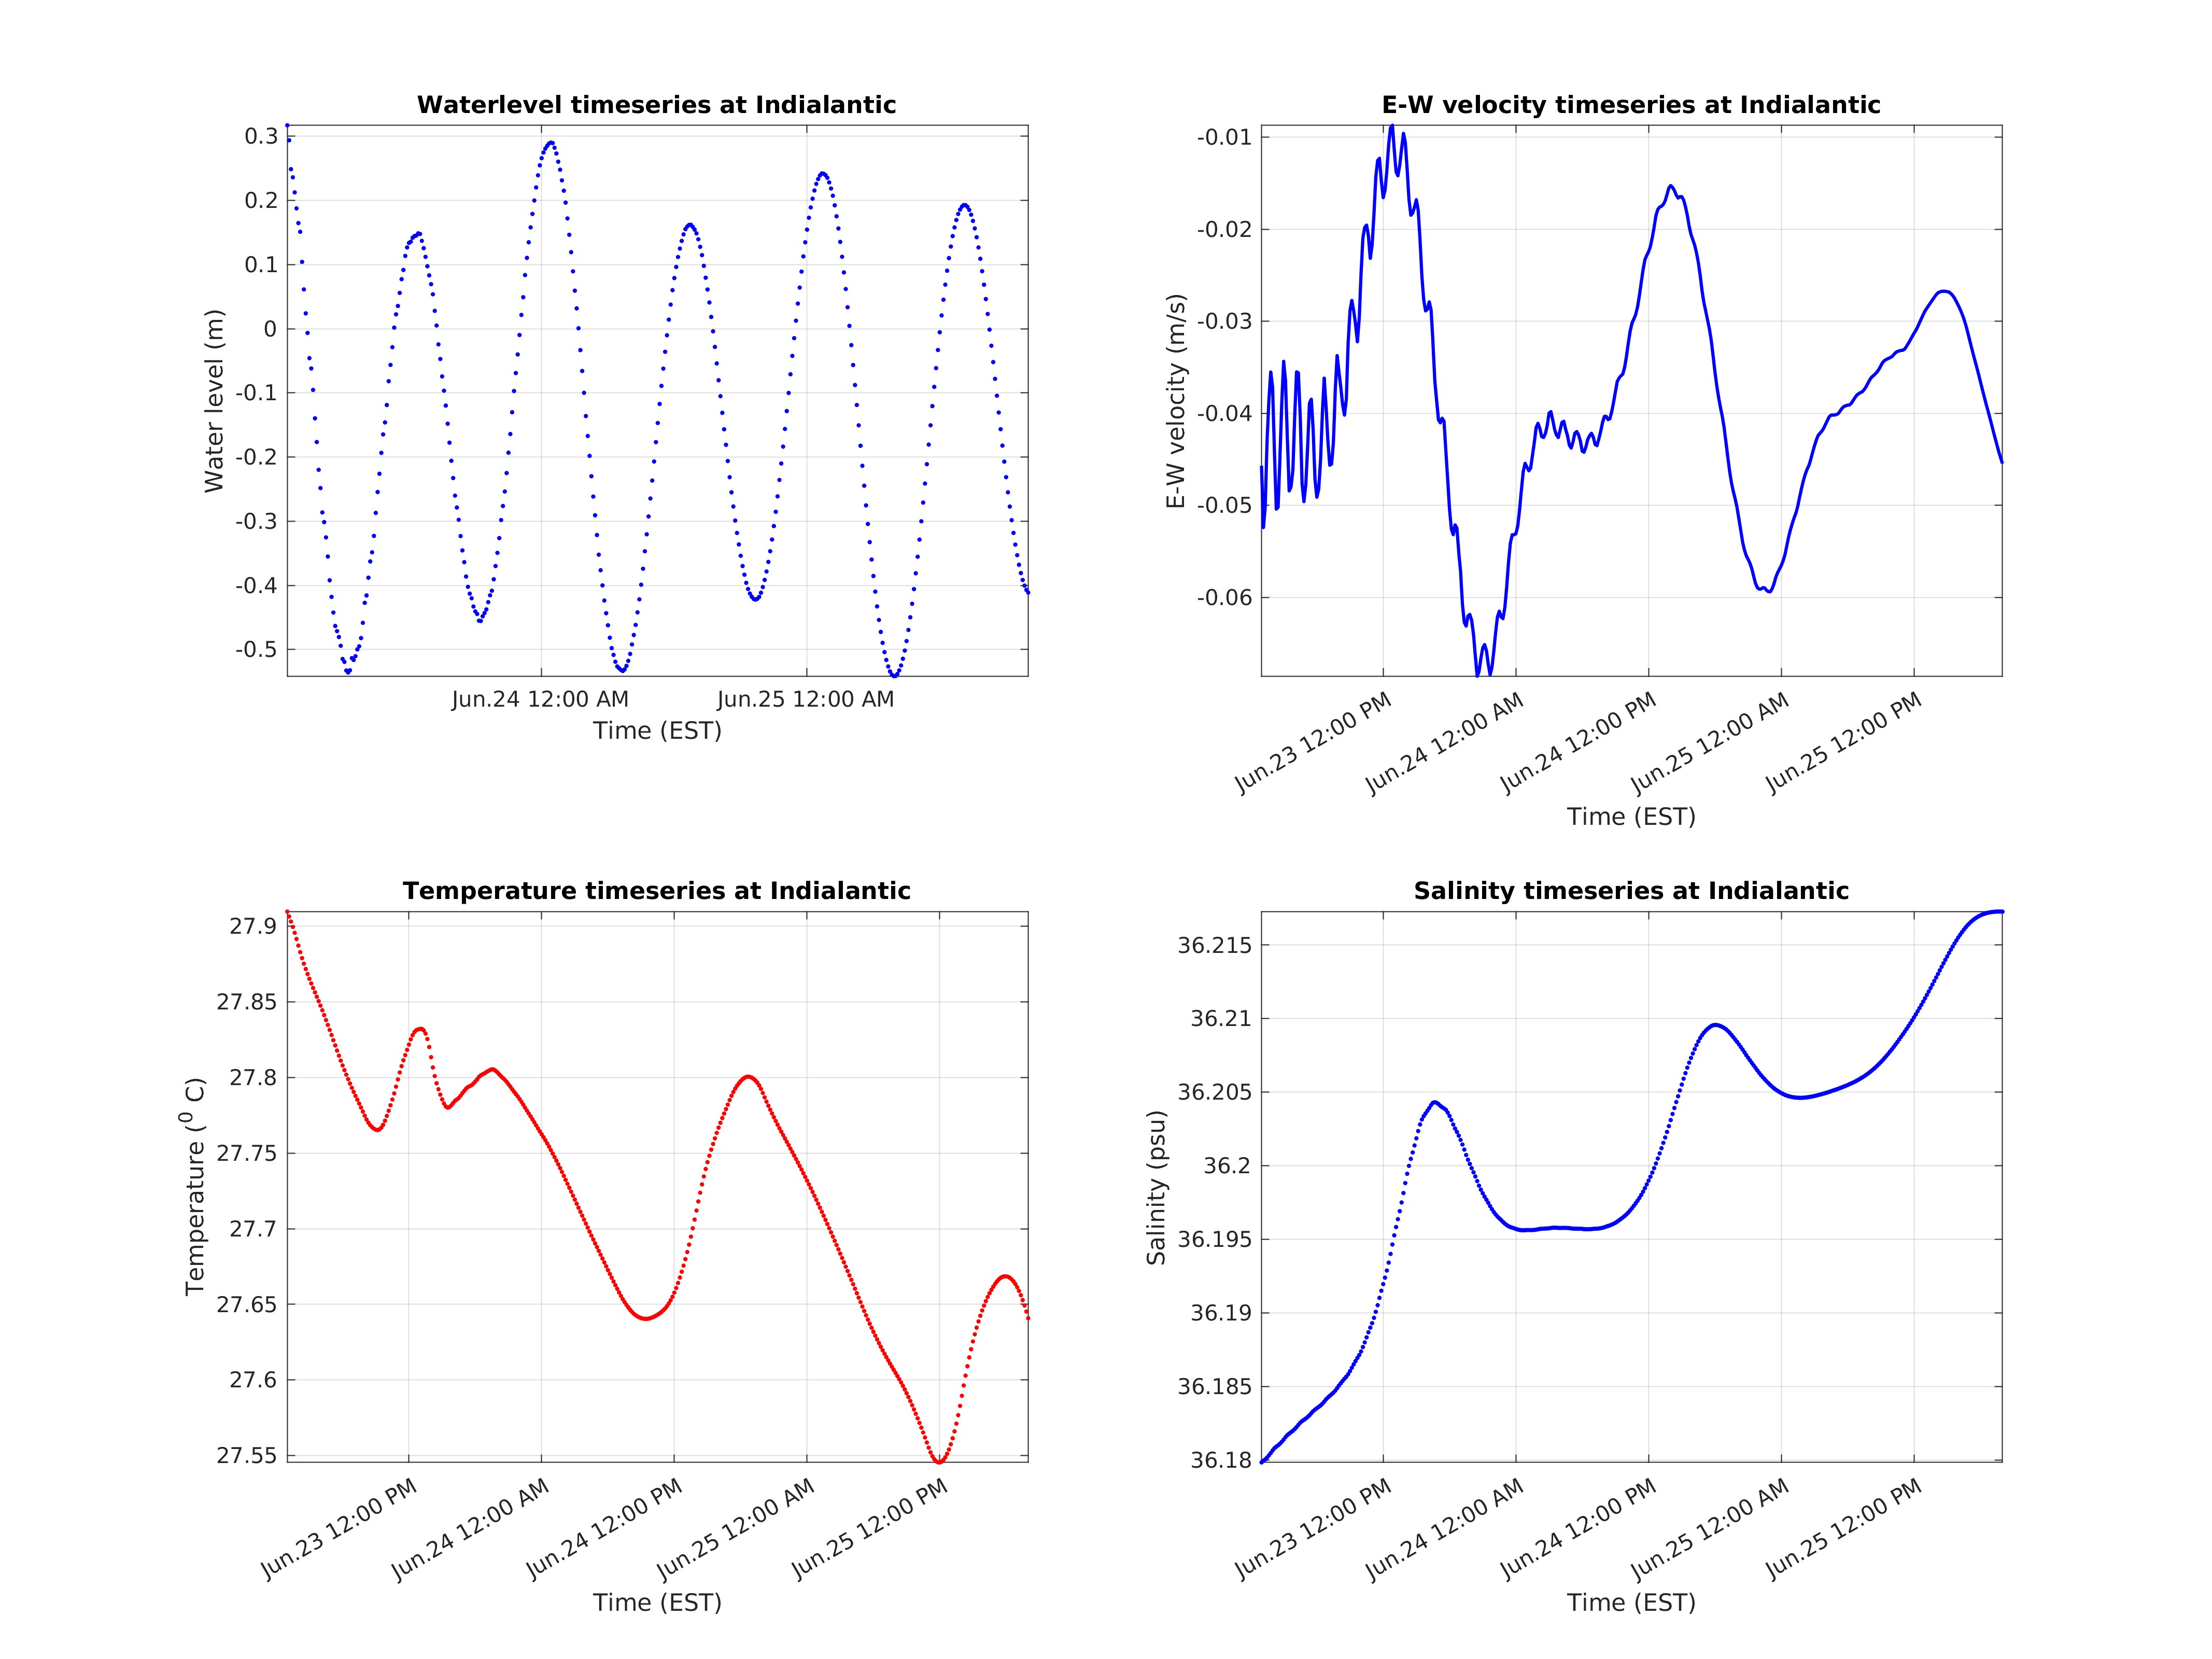 Waterlevel timeseries at Indialantic
0.3
0.2
0.1
0
-0.1
-0.2
-0.3
-0.4
-0.5
Water level (m)
Jun.24 12:00 AM
Jun.25 12:00 AM
Time (EST)
E-W velocity timeseries at Indialantic
-0.01
-0.02
-0.03
-0.04
-0.05
-0.06
E-W velocity (m/s)
Jun.23 12:00 PM
Jun.24 12:00 AM
Jun.24 12:00 PM
Jun.25 12:00 AM
Jun.25 12:00 PM
Time (EST)
Temperature timeseries at Indialantic
27.9
27.85
27.8
27.75
27.7
27.65
27.6
27.55
Temperature (⁰ C)
Jun.23 12:00 PM
Jun.24 12:00 AM
Jun.24 12:00 PM
Jun.25 12:00 AM
Jun.25 12:00 PM
Time (EST)
Salinity timeseries at Indialantic
36.215
36.21
36.205
36.2
36.195
36.19
36.185
36.18
Salinity (psu)
Jun.23 12:00 PM
Jun.24 12:00 AM
Jun.24 12:00 PM
Jun.25 12:00 AM
Jun.25 12:00 PM
Time (EST)